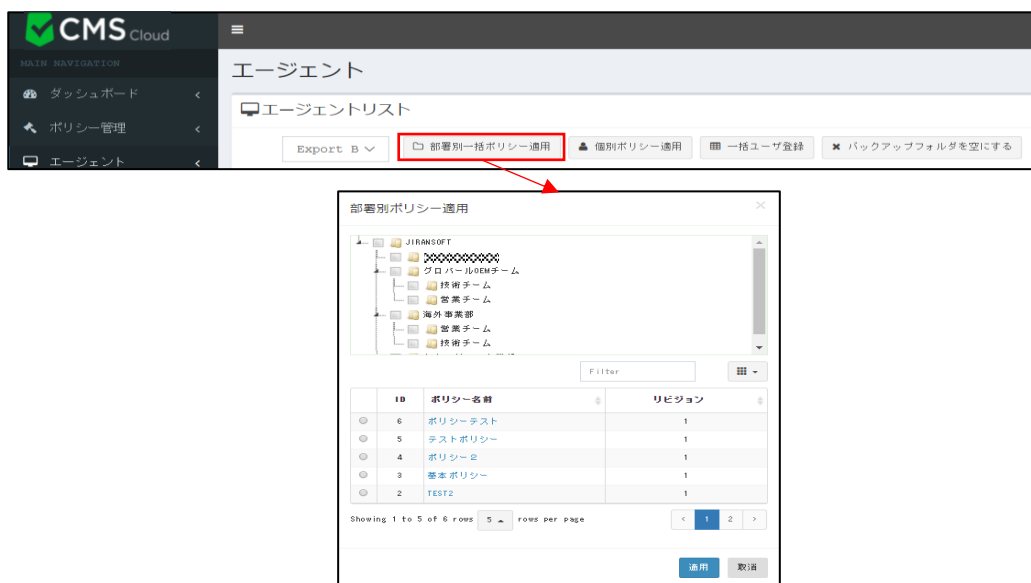 CMS Cloud
MAIN NAVIGATION
ダッシュボード
ポリシー管理
エージェント
エージェント
エージェントリスト
Export B
部署別一括ポリシー適用
個別ポリシー適用
一括ユーザ登録
バックアップフォルダを空にする
部署別ポリシー適用
JIRANSOFT
グローバールOEMチーム
技術チーム
営業チーム
海外事業部
営業チーム
技術チーム
Filter
ID ポリシー名前 リビジョン
6 ポリシーテスト 1
5 テストポリシー 1
4 ポリシー２ 1
3 基本ポリシー 1
2 TEST2 1
Showing 1 to 5 of 6 rows 5 rows per page
‹ 1 2 ›
適用 取消